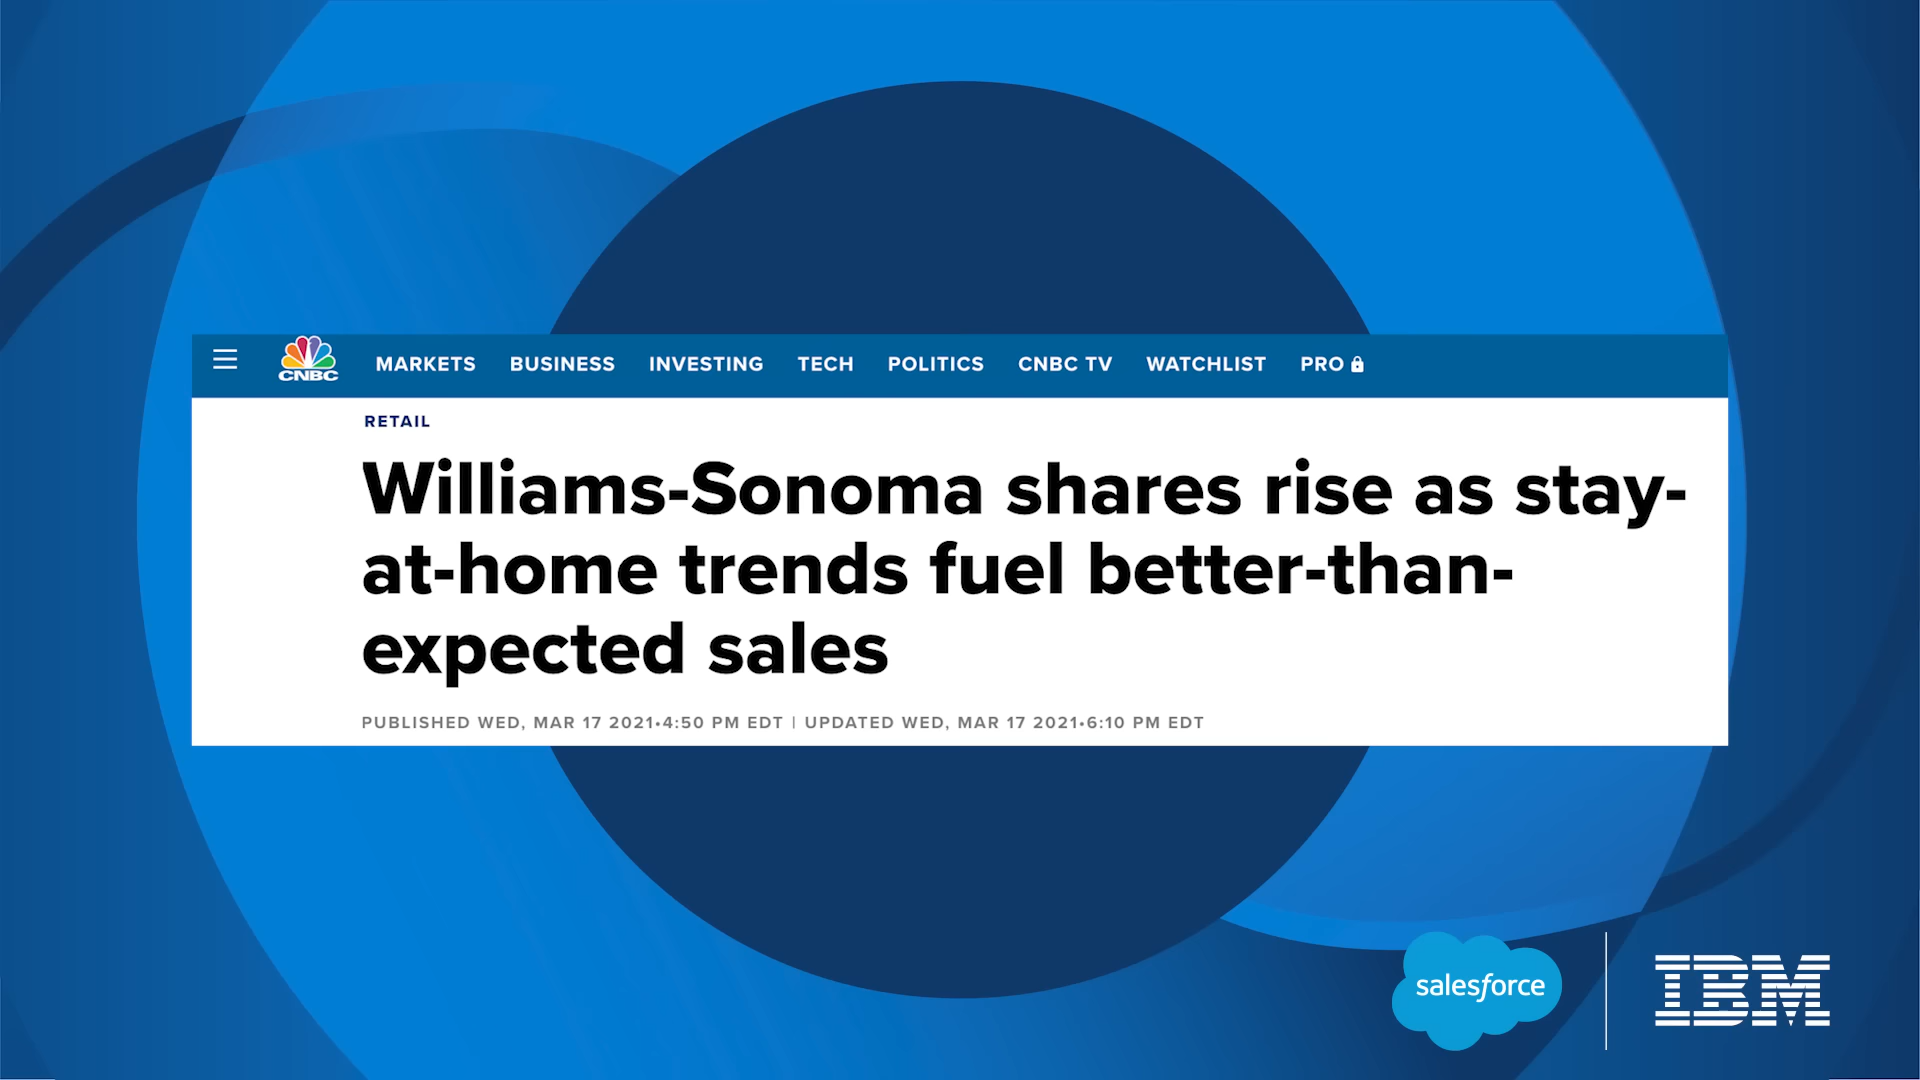 CNBC
MARKETS BUSINESS INVESTING TECH POLITICS CNBC TV WATCHLIST PRO
RETAIL
Williams-Sonoma shares rise as stay-
at-home trends fuel better-than-
expected sales
PUBLISHED WED, MAR 17 2021•4:50 PM EDT | UPDATED WED, MAR 17 2021•6:10 PM EDT
salesforce
IBM